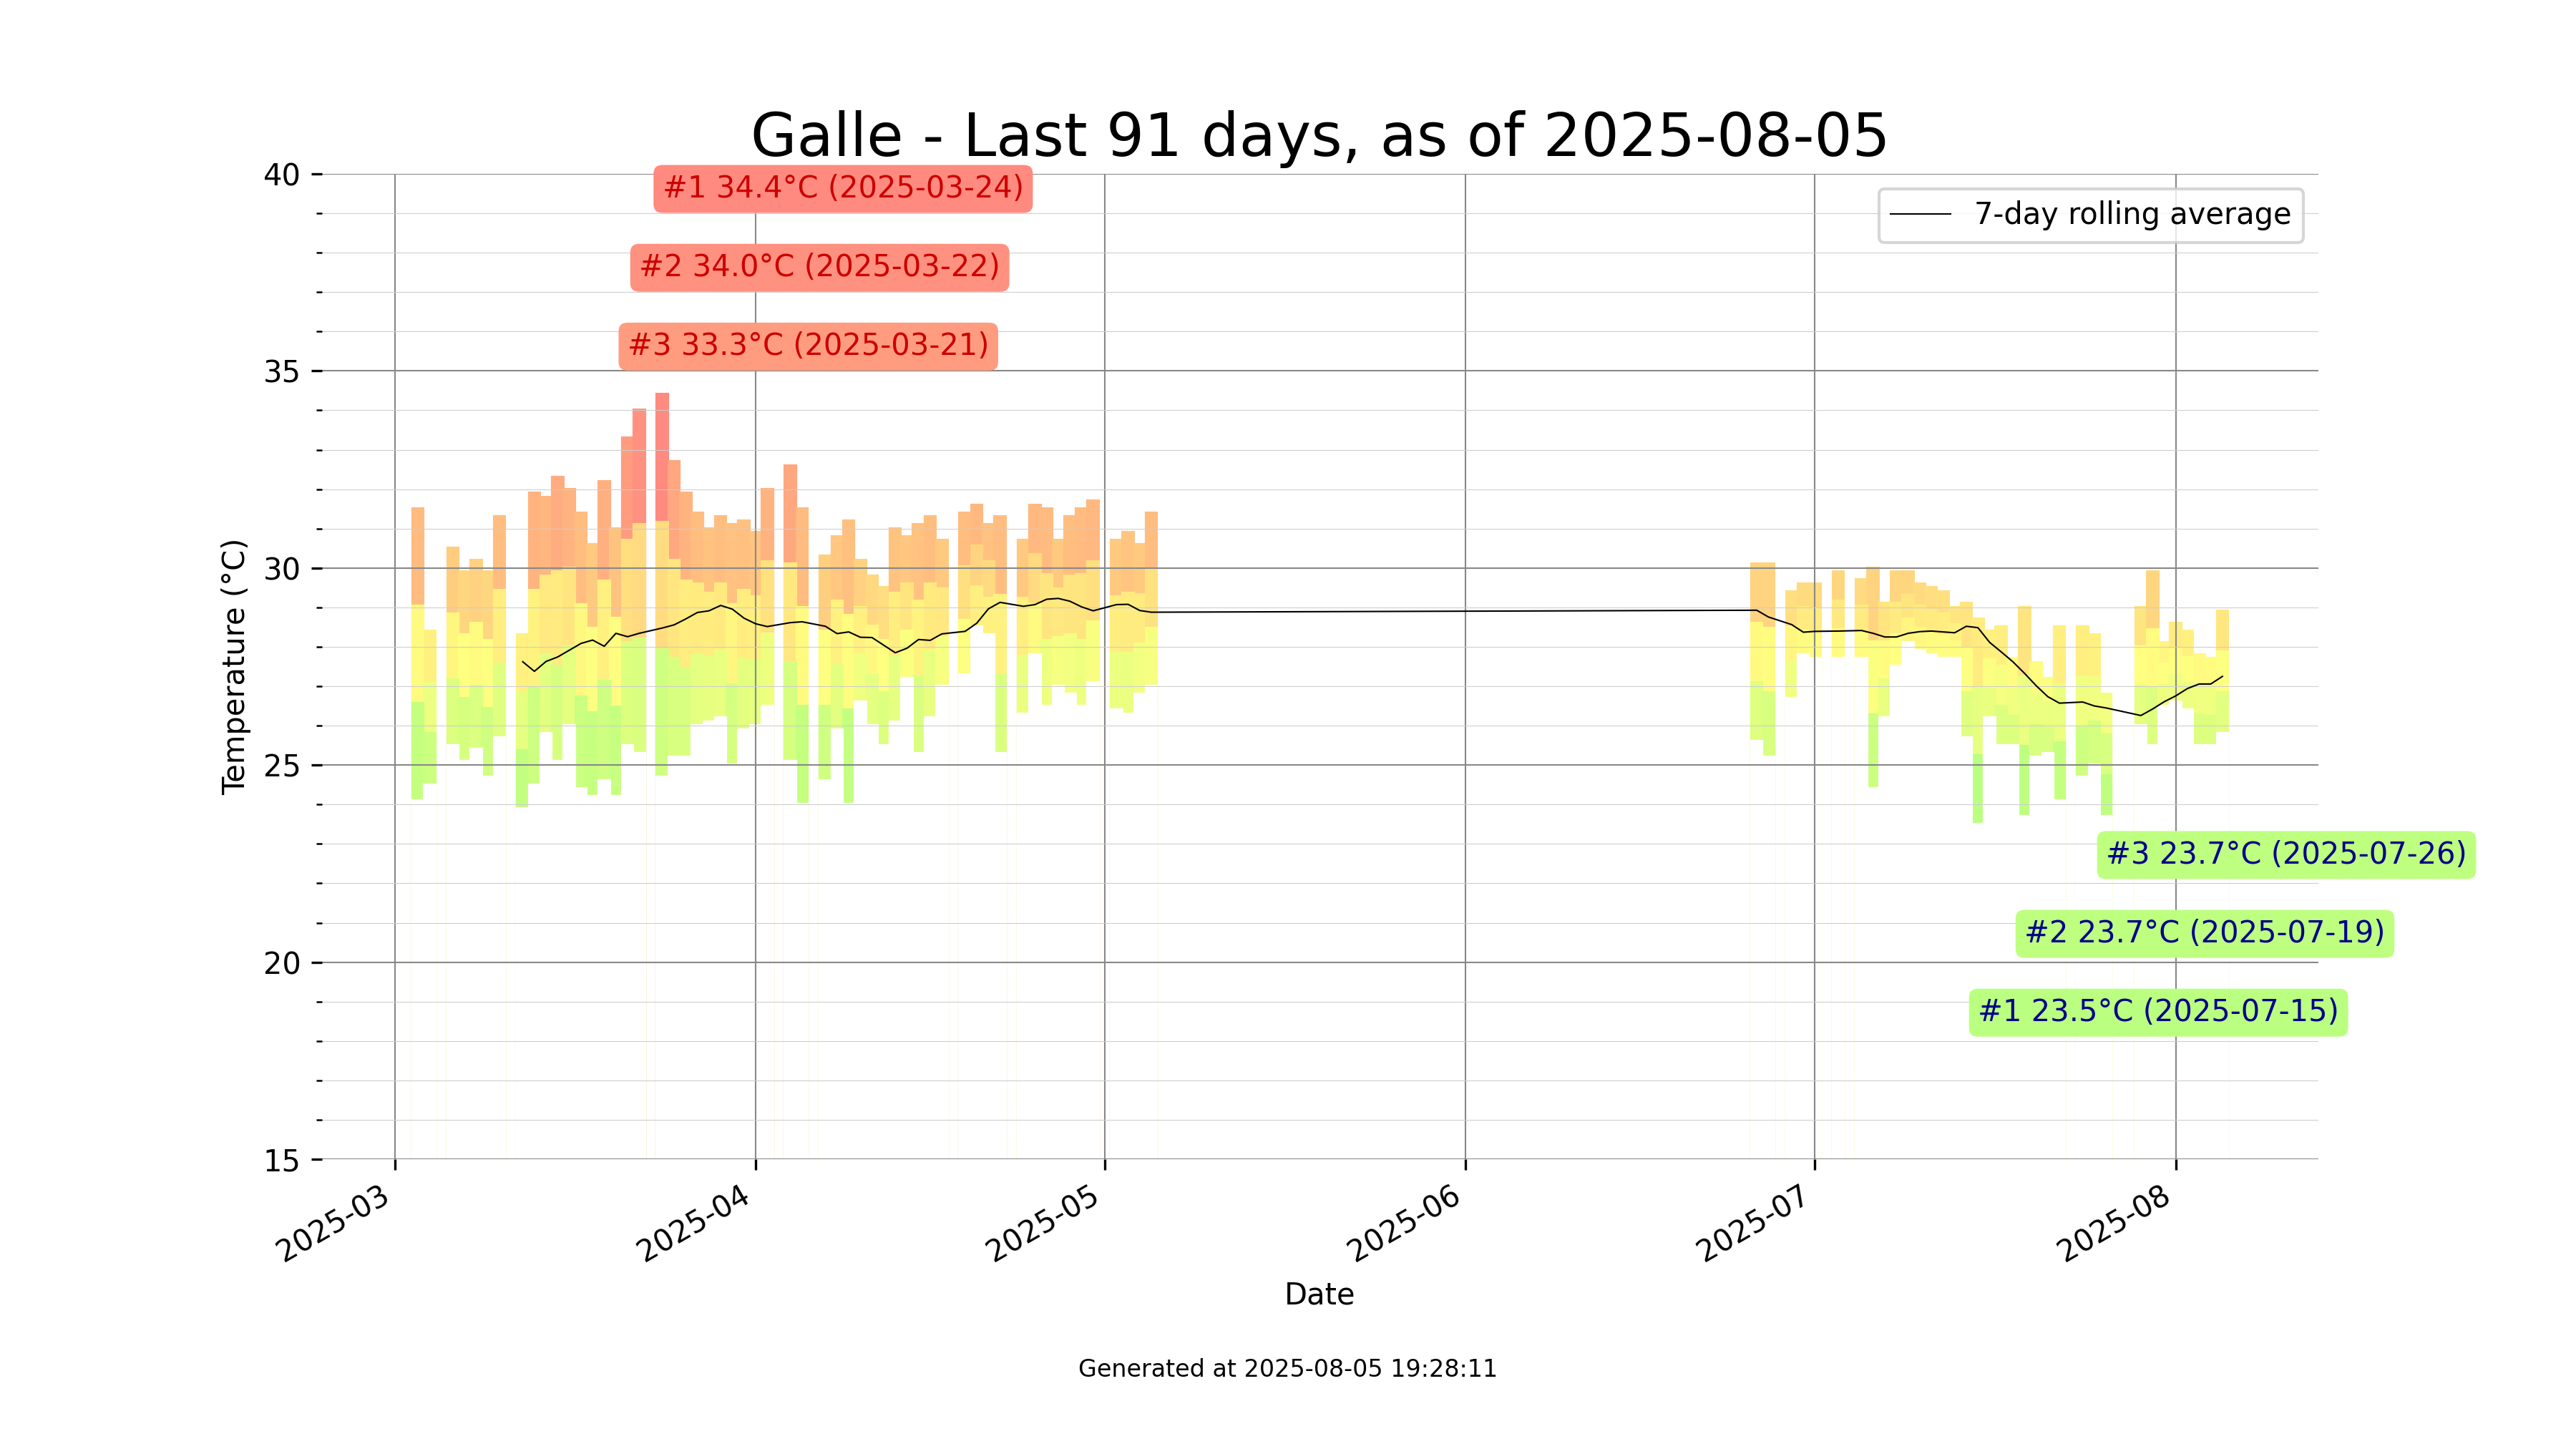 Galle - Last 91 days, as of 2025-08-05
#1 34.4°C (2025-03-24)
#2 34.0°C (2025-03-22)
#3 33.3°C (2025-03-21)
7-day rolling average
40
35
30
25
20
15
Temperature (°C)
#3 23.7°C (2025-07-26)
#2 23.7°C (2025-07-19)
#1 23.5°C (2025-07-15)
2025-03
2025-04
2025-05
2025-06
2025-07
2025-08
Date
Generated at 2025-08-05 19:28:11